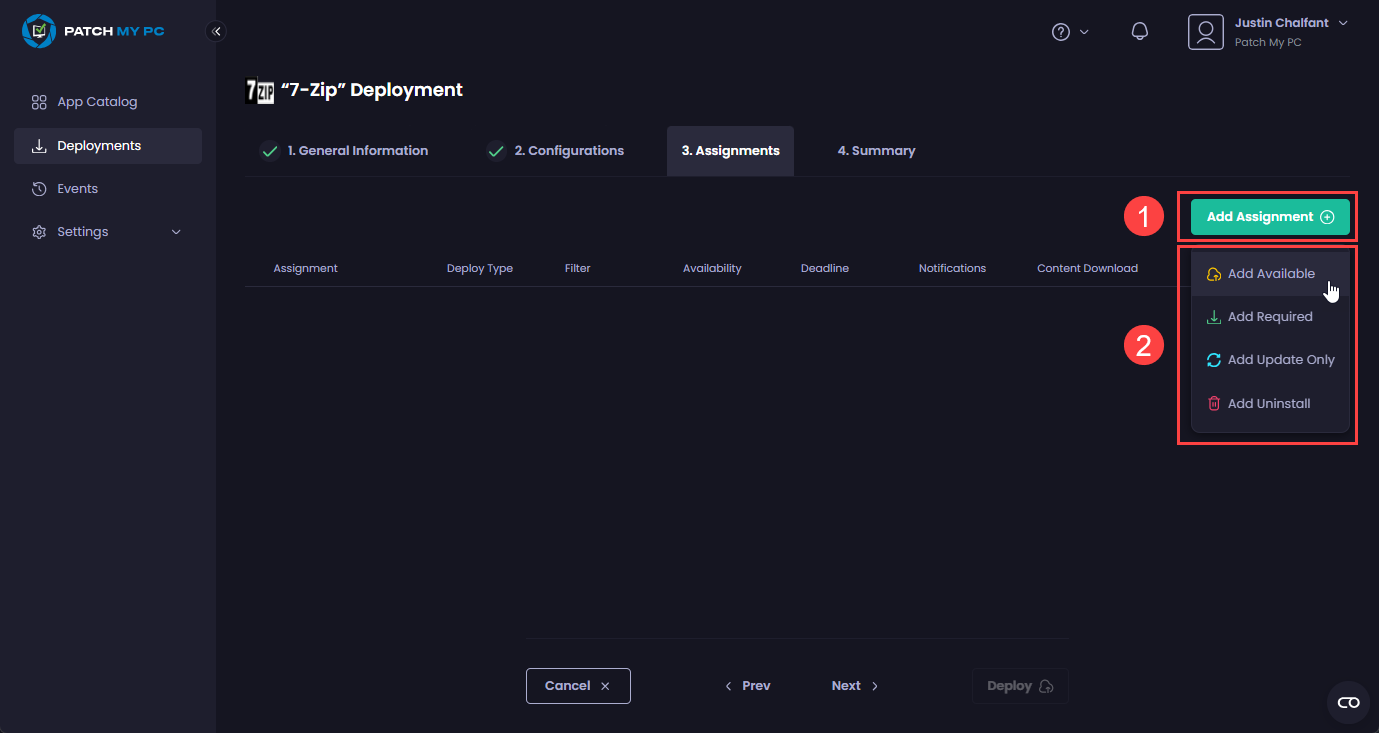 PATCH MY PC
Justin Chalfant
Patch My PC
App Catalog
Deployments
Events
Settings
7ZIP “7-Zip” Deployment
1. General Information 2. Configurations 3. Assignments 4. Summary
1 Add Assignment
Assignment Deploy Type Filter Availability Deadline Notifications Content Download
2
Add Available
Add Required
Add Update Only
Add Uninstall
Cancel Prev Next Deploy